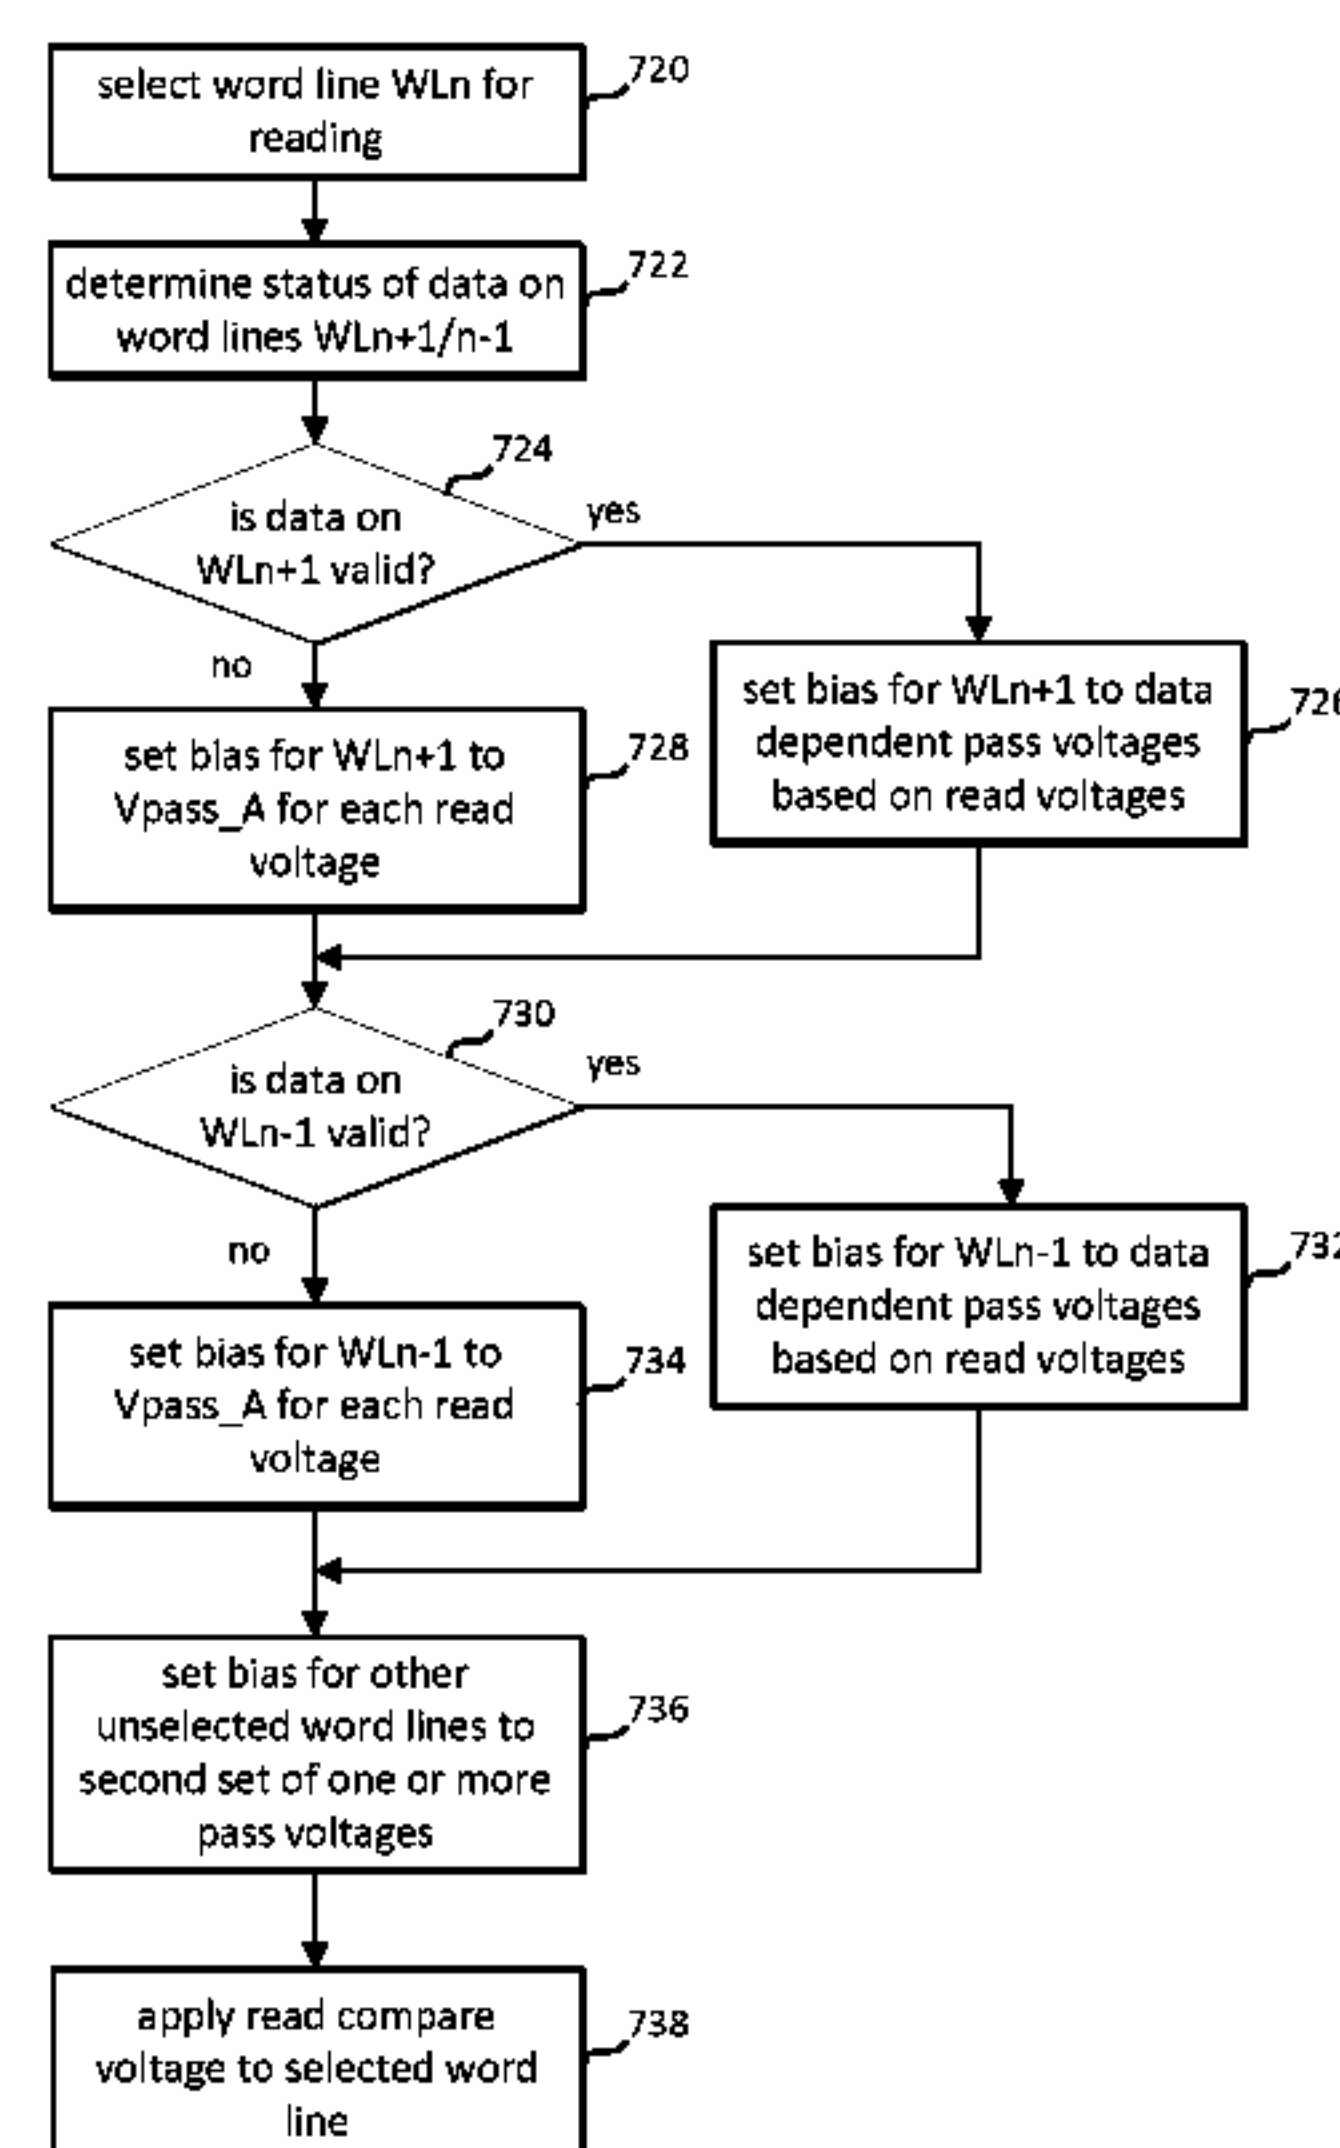 720
select word line WLn for
reading
722
determine status of data on
word lines WLn+1/n-1
724
is data on
WLn+1 valid?
yes
no
set bias for WLn+1 to data
dependent pass voltages
based on read voltages
726
set bias for WLn+1 to
Vpass_A for each read
voltage
728
730
is data on
WLn-1 valid?
yes
no
set bias for WLn-1 to data
dependent pass voltages
based on read voltages
732
set bias for WLn-1 to
Vpass_A for each read
voltage
734
set bias for other
unselected word lines to
second set of one or more
pass voltages
736
apply read compare
voltage to selected word
line
738